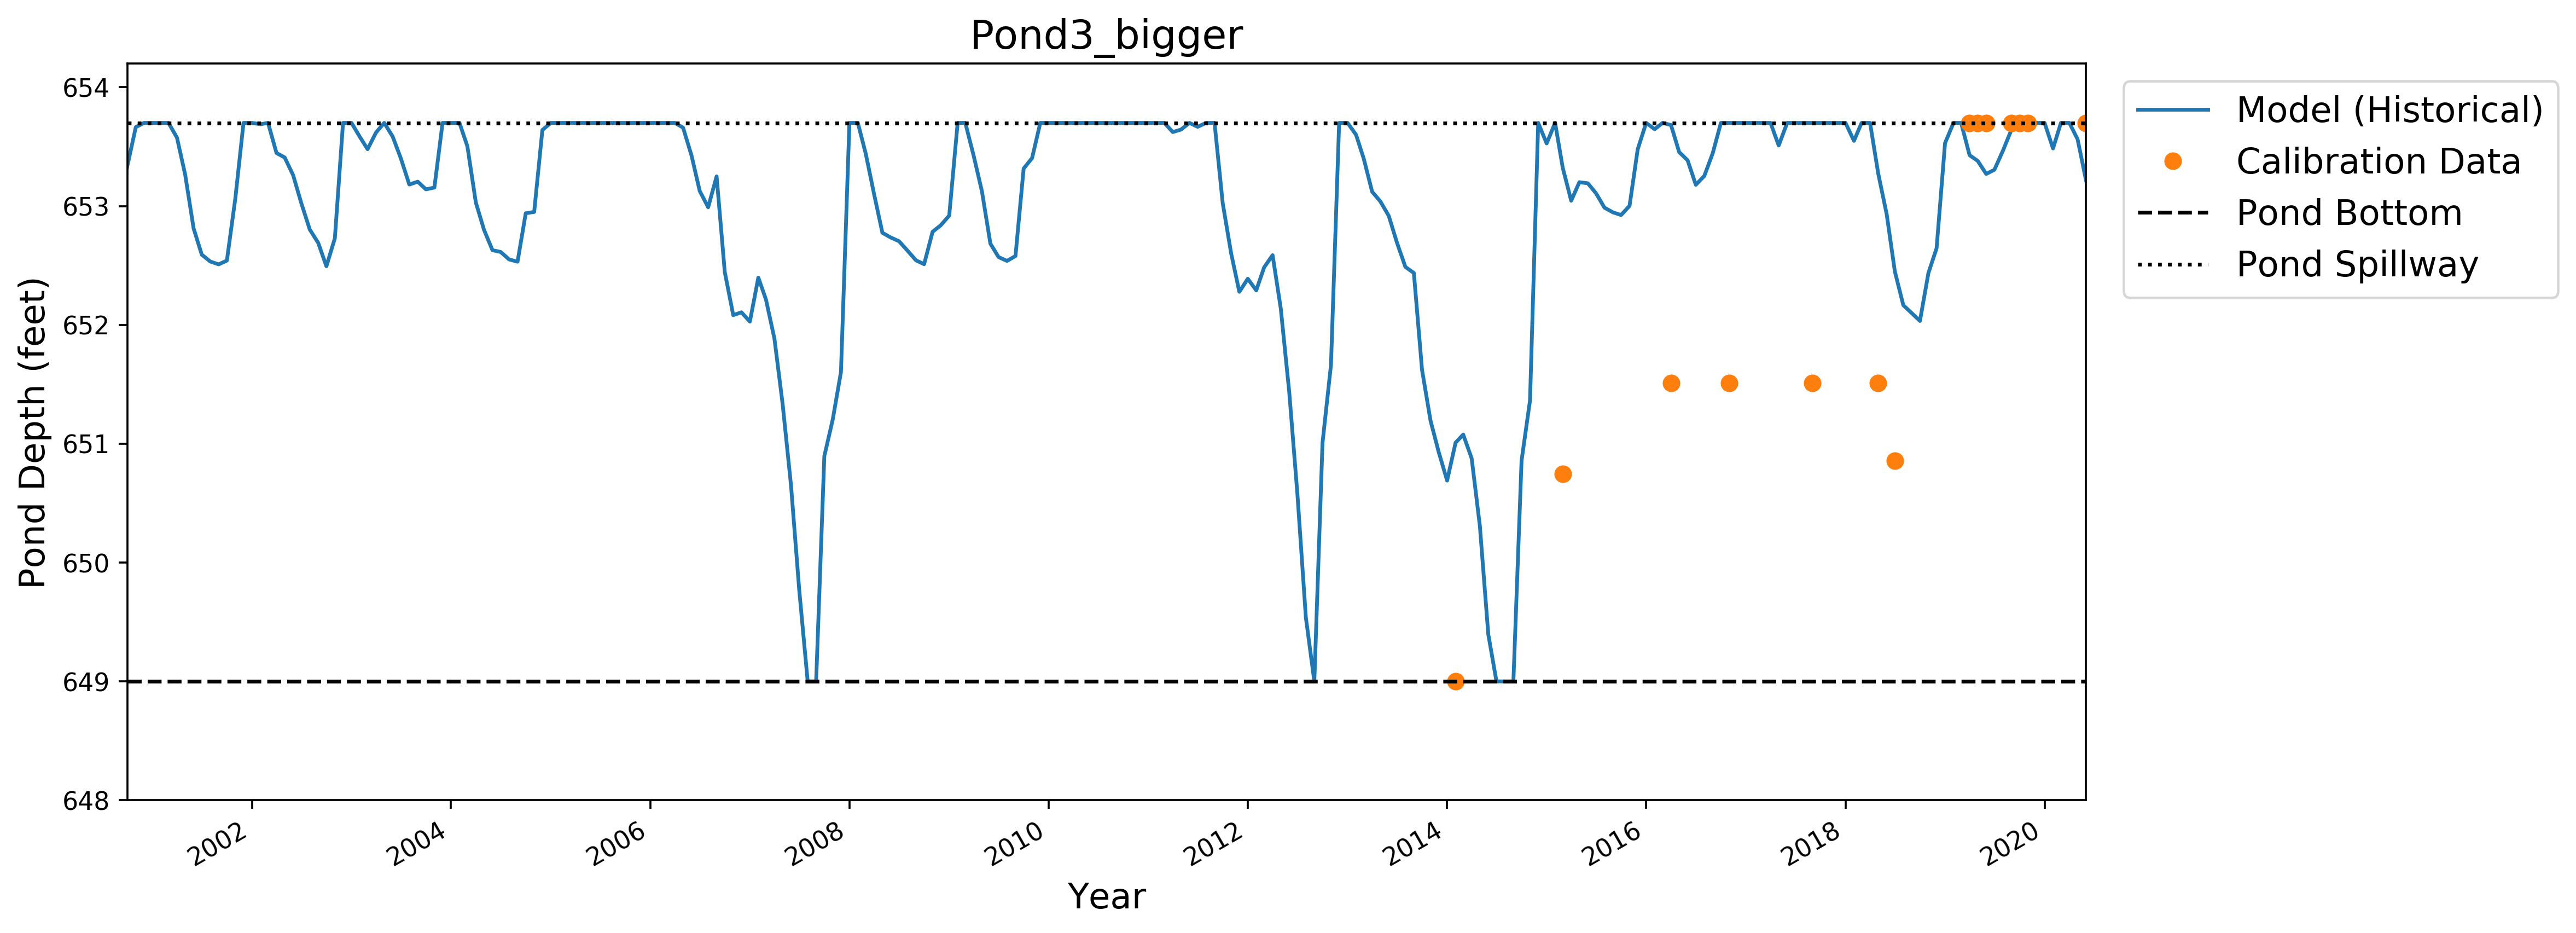 Pond3_bigger
654
653
652
651
650
649
648
Pond Depth (feet)
2002
2004
2006
2008
2010
2012
2014
2016
2018
2020
Year
Model (Historical)
Calibration Data
Pond Bottom
Pond Spillway